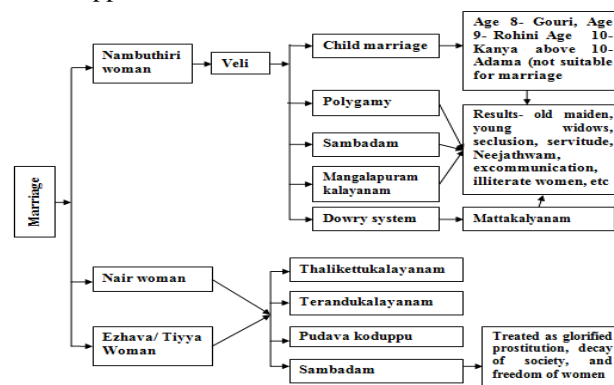 Marriage
Nambuthiri
woman
Veli
Child marriage
Age 8- Gouri, Age
9- Rohini Age 10-
Kanya above 10-
Adama (not suitable
for marriage
Polygamy
Sambadam
Mangalapuram
kalayanam
Dowry system
Mattakalyanam
Results- old maiden,
young widows,
seclusion, servitude,
Neejathwam,
excommunication,
illiterate women, etc
Nair woman
Ezhava/ Tiyya
Woman
Thalikettukalayanam
Terandukalayanam
Pudava koduppu
Sambadam
Treated as glorified
prostitution, decay
of society, and
freedom of women